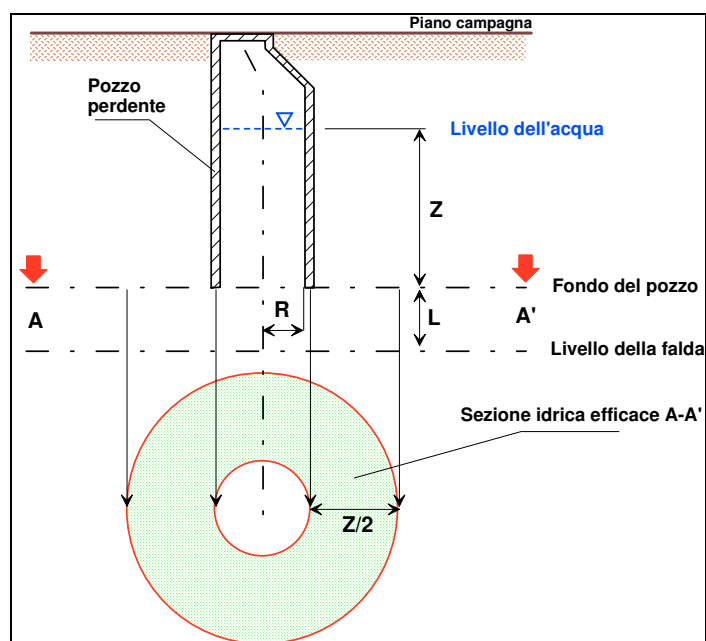 Piano campagna
Pozzo
perdente
Livello dell'acqua
Z
Fondo del pozzo
A
R
L
A'
Livello della falda
Sezione idrica efficace A-A'
Z/2